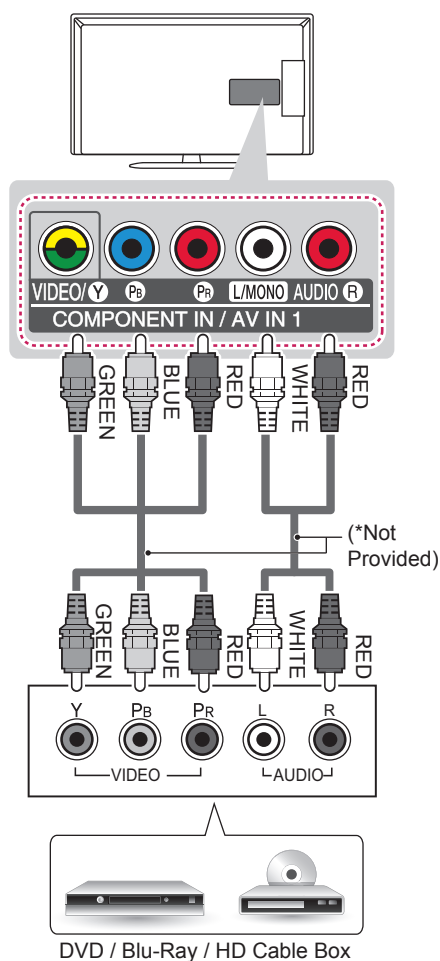 VIDEO/ Y PB PR L/MONO AUDIO R
COMPONENT IN / AV IN 1
GREEN BLUE RED WHITE RED
(*Not
Provided)
GREEN BLUE RED WHITE RED
Y PB PR L R
VIDEO AUDIO
DVD / Blu-Ray / HD Cable Box